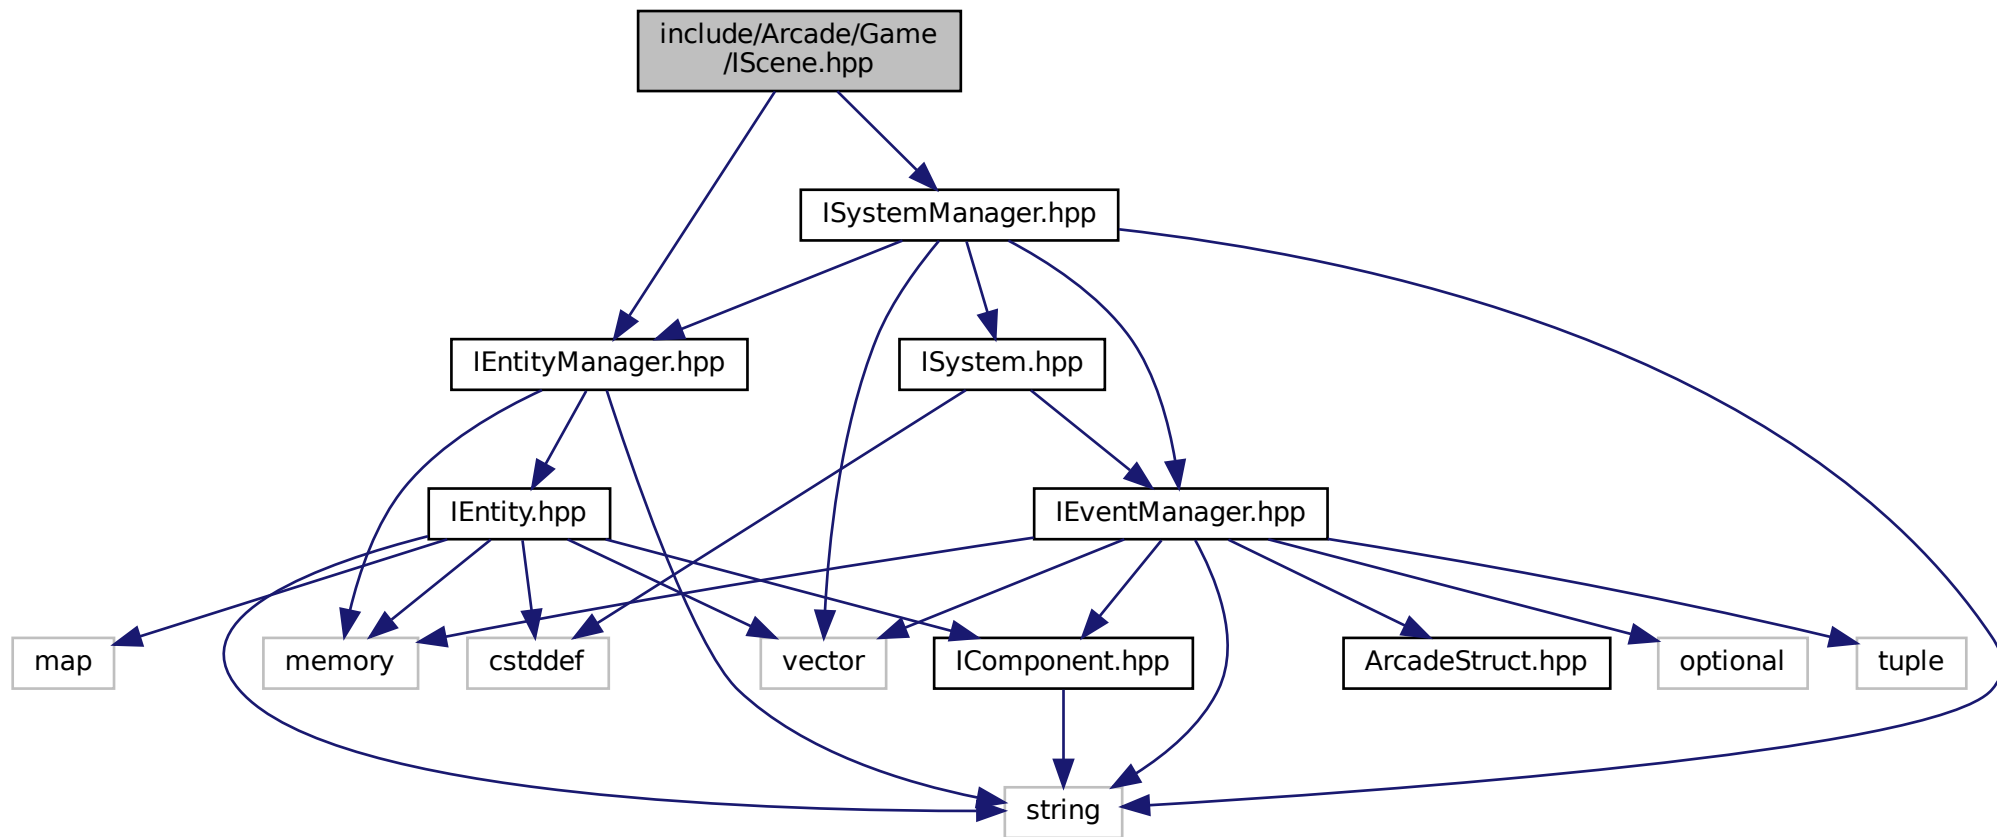 include/Arcade/Game
/IScene.hpp
ISystemManager.hpp
IEntityManager.hpp
ISystem.hpp
IEntity.hpp
IEventManager.hpp
map
memory
cstddef
vector
IComponent.hpp
ArcadeStruct.hpp
optional
tuple
string